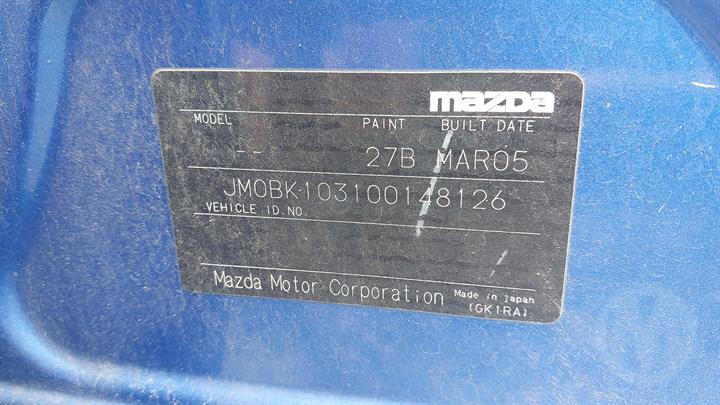 mazda
MODEL PAINT BUILT DATE
-- 27B MAR05
JM0BK103100148126
VEHICLE ID.NO.
Mazda Motor Corporation Made in Japan
(GK1RA)